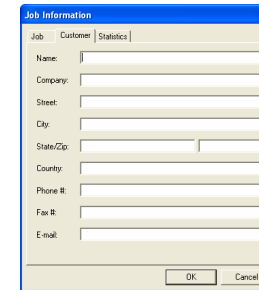 Job Information
Job Customer Statistics
Name:
Company:
Street:
City:
State/Zip:
Country:
Phone #:
Fax #:
E-mail:
OK Cancel